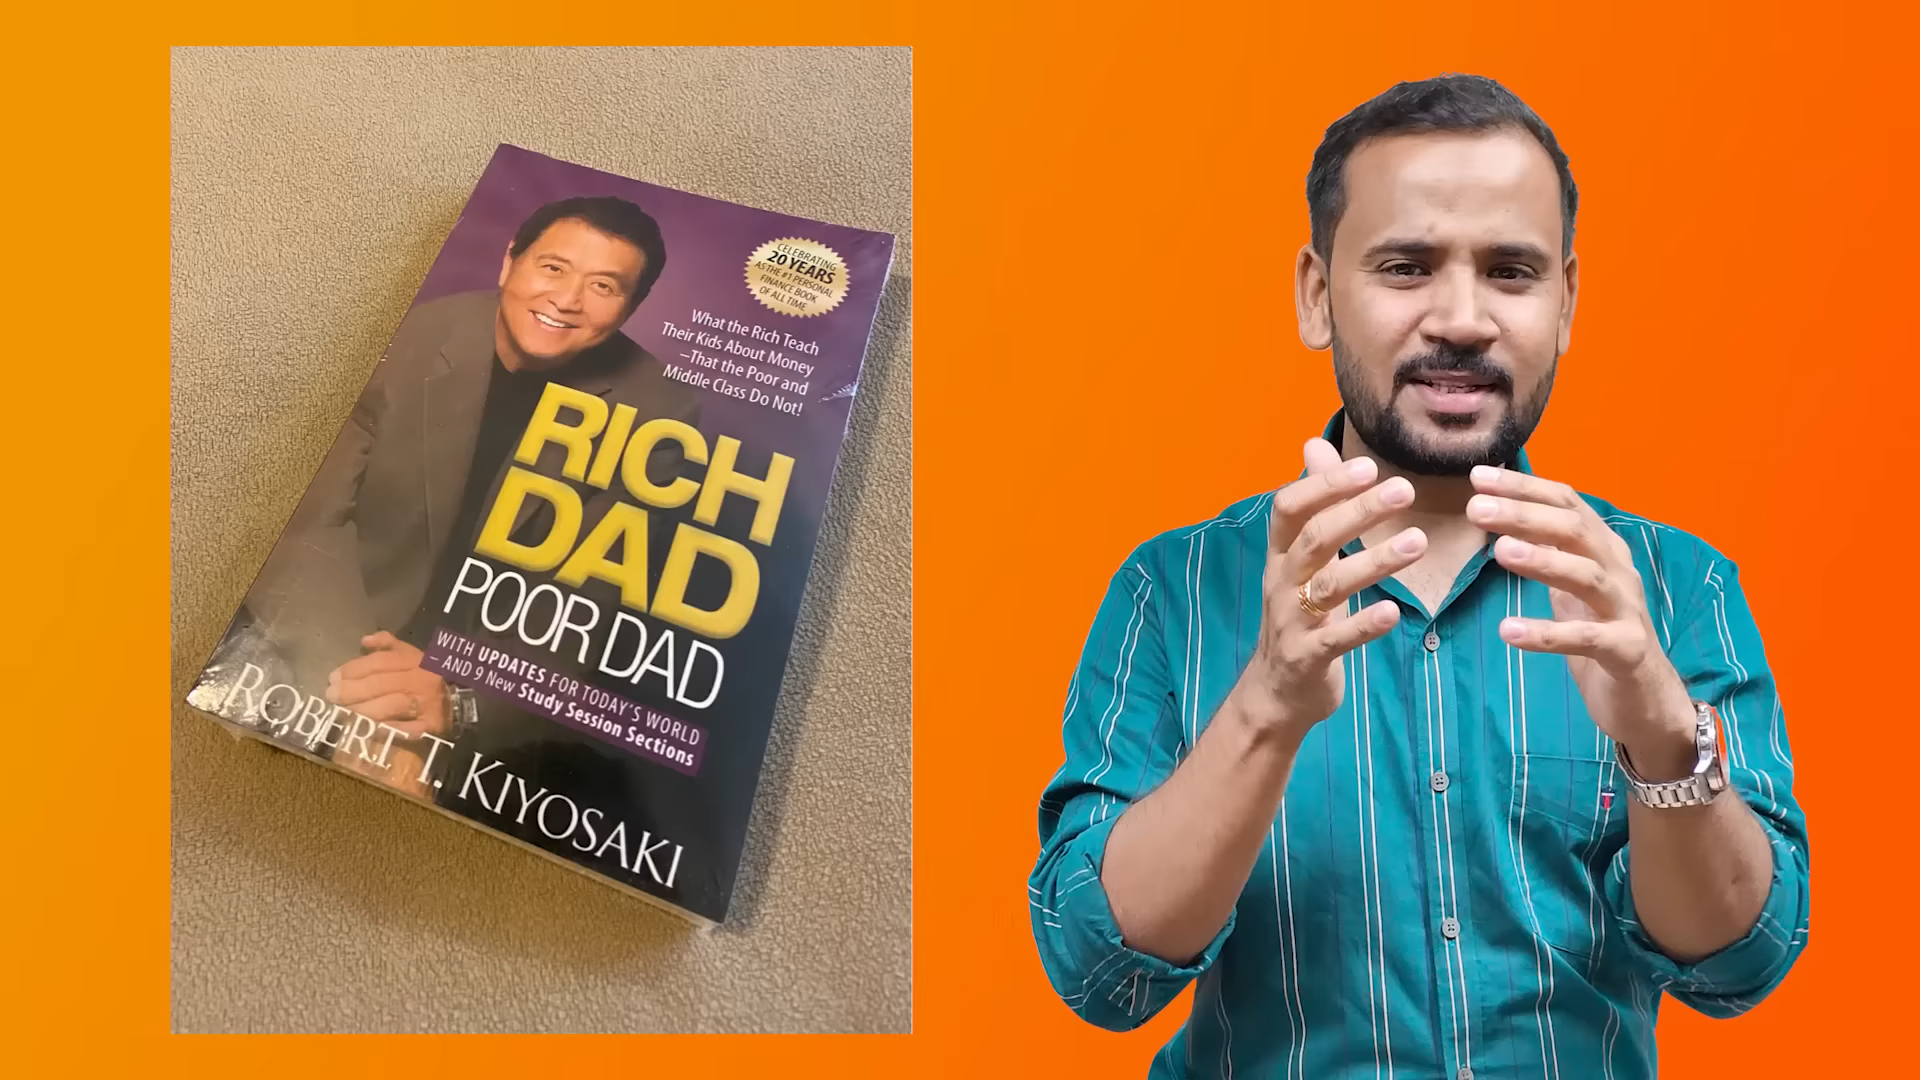 CELEBRATING
20 YEARS
AS THE #1 PERSONAL
FINANCE BOOK
OF ALL TIME
What the Rich Teach
Their Kids About Money
–That the Poor and
Middle Class Do Not!
RICH
DAD
POOR DAD
WITH UPDATES FOR TODAY'S WORLD
– AND 9 New Study Session Sections
ROBERT T. KIYOSAKI